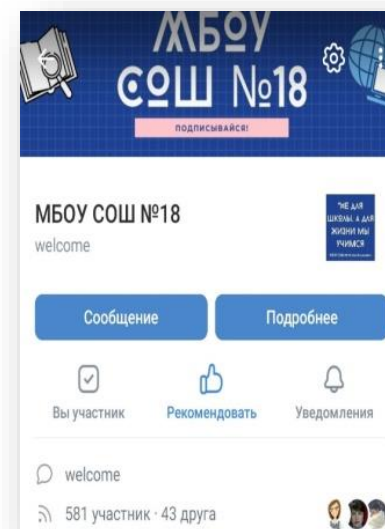 МБОУ
СОШ №18
ПОДПИСЫВАЙСЯ!
МБОУ СОШ №18
welcome
"НЕ ДЛЯ
ШКОЛЫ, А ДЛЯ
ЖИЗНИ МЫ
УЧИМСЯ
Сообщение
Подробнее
Вы участник
Рекомендовать
Уведомления
welcome
581 участник · 43 друга